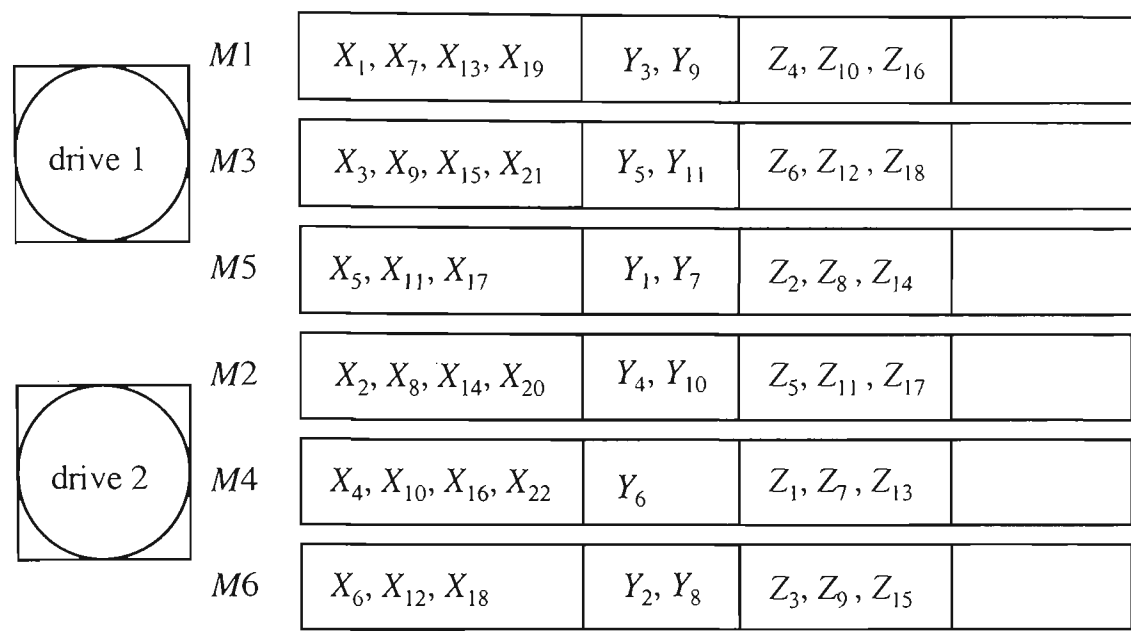 M1 X₁, X₇, X₁₃, X₁₉ Y₃, Y₉ Z₄, Z₁₀, Z₁₆
drive 1 M3 X₃, X₉, X₁₅, X₂₁ Y₅, Y₁₁ Z₆, Z₁₂, Z₁₈
M5 X₅, X₁₁, X₁₇ Y₁, Y₇ Z₂, Z₈, Z₁₄
M2 X₂, X₈, X₁₄, X₂₀ Y₄, Y₁₀ Z₅, Z₁₁, Z₁₇
drive 2 M4 X₄, X₁₀, X₁₆, X₂₂ Y₆ Z₁, Z₇, Z₁₃
M6 X₆, X₁₂, X₁₈ Y₂, Y₈ Z₃, Z₉, Z₁₅